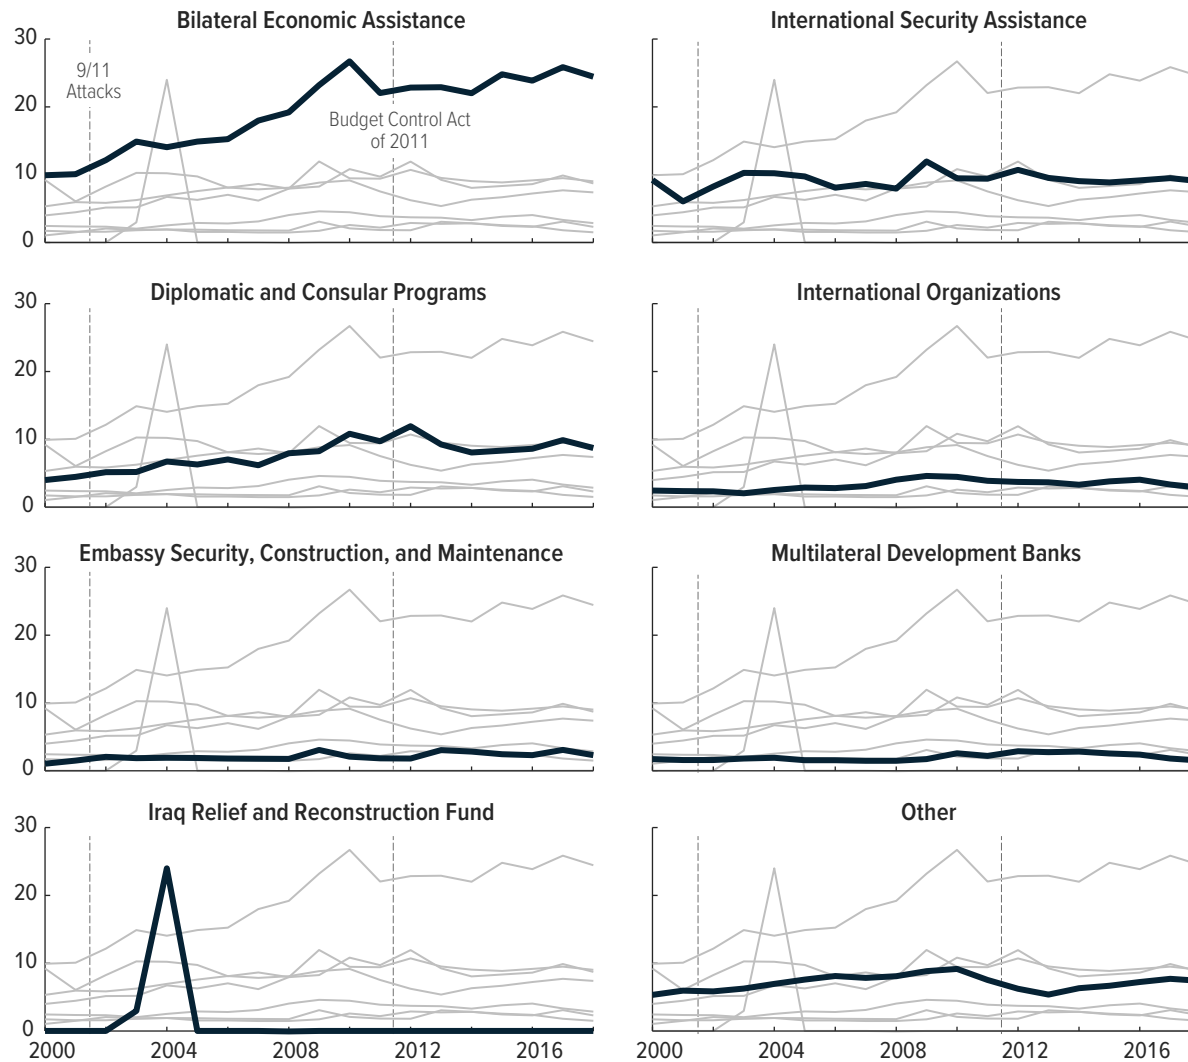 Bilateral Economic Assistance
International Security Assistance
30
20
10
0
9/11
Attacks
Budget Control Act
of 2011
Diplomatic and Consular Programs
International Organizations
30
20
10
0
Embassy Security, Construction, and Maintenance
Multilateral Development Banks
30
20
10
0
Iraq Relief and Reconstruction Fund
Other
30
20
10
0
2000 2004 2008 2012 2016
2000 2004 2008 2012 2016